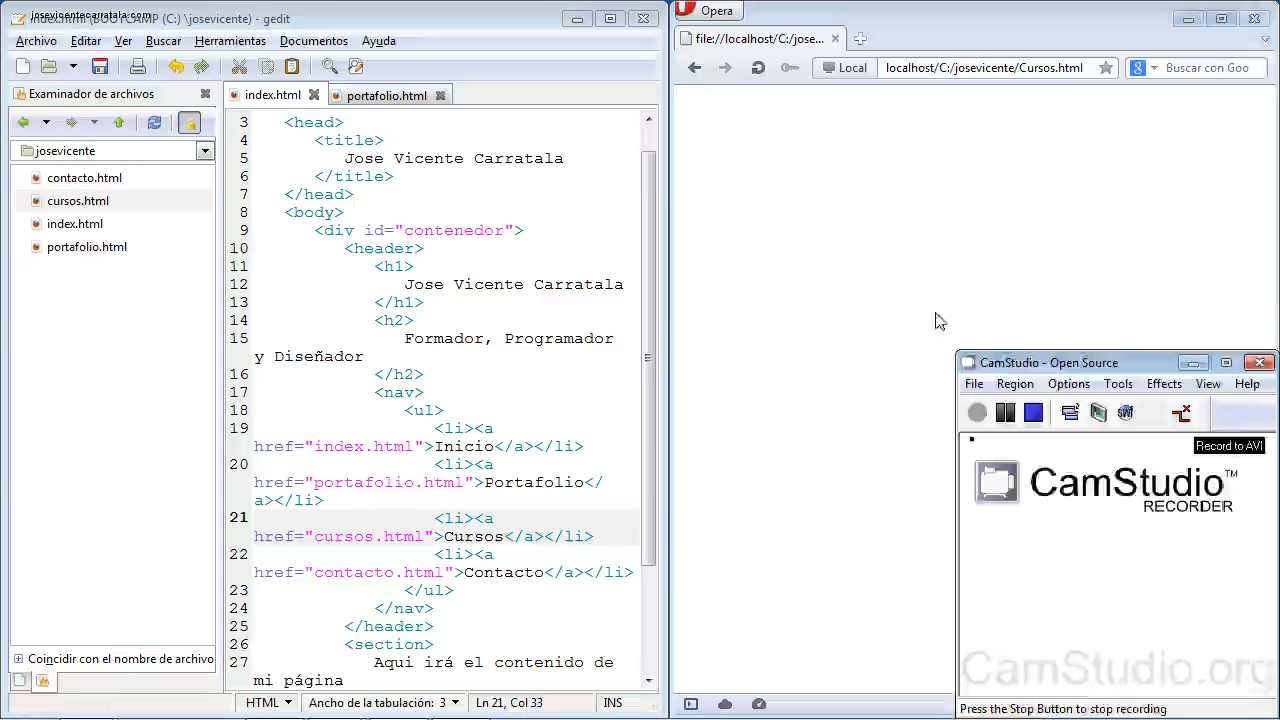 index.html (BOOTCAMP (C:) \josevicente) - gedit
josevicentecarratala.com
Archivo Editar Ver Buscar Herramientas Documentos Ayuda
Examinador de archivos
josevicente
contacto.html
cursos.html
index.html
portafolio.html
Coincidir con el nombre de archivo
index.html portafolio.html
3 <head>
4 <title>
5 Jose Vicente Carratala
6 </title>
7 </head>
8 <body>
9 <div id="contenedor">
10 <header>
11 <h1>
12 Jose Vicente Carratala
13 </h1>
14 <h2>
15 Formador, Programador
y Diseñador
16 </h2>
17 <nav>
18 <ul>
19 <li><a
href="index.html">Inicio</a></li>
20 <li><a
href="portafolio.html">Portafolio</
a></li>
21 <li><a
href="cursos.html">Cursos</a></li>
22 <li><a
href="contacto.html">Contacto</a></li>
23 </ul>
24 </nav>
25 </header>
26 <section>
27 Aqui irá el contenido de
mi página
HTML Ancho de la tabulación: 3 Ln 21, Col 33 INS
Opera
file://localhost/C:/jose...
Local localhost/C:/josevicente/Cursos.html Buscar con Goo
CamStudio - Open Source
File Region Options Tools Effects View Help
Record to AVI
CamStudio™
RECORDER
CamStudio.org
Press the Stop Button to stop recording